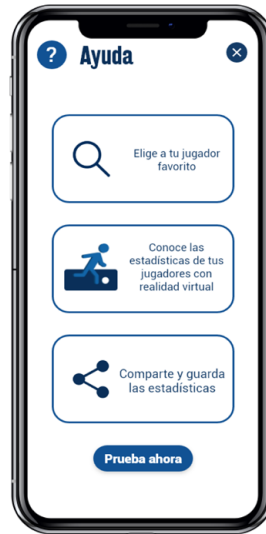 ?
Ayuda
Elige a tu jugador
favorito
Conoce las
estadísticas de tus
jugadores con
realidad virtual
Comparte y guarda
las estadísticas
Prueba ahora